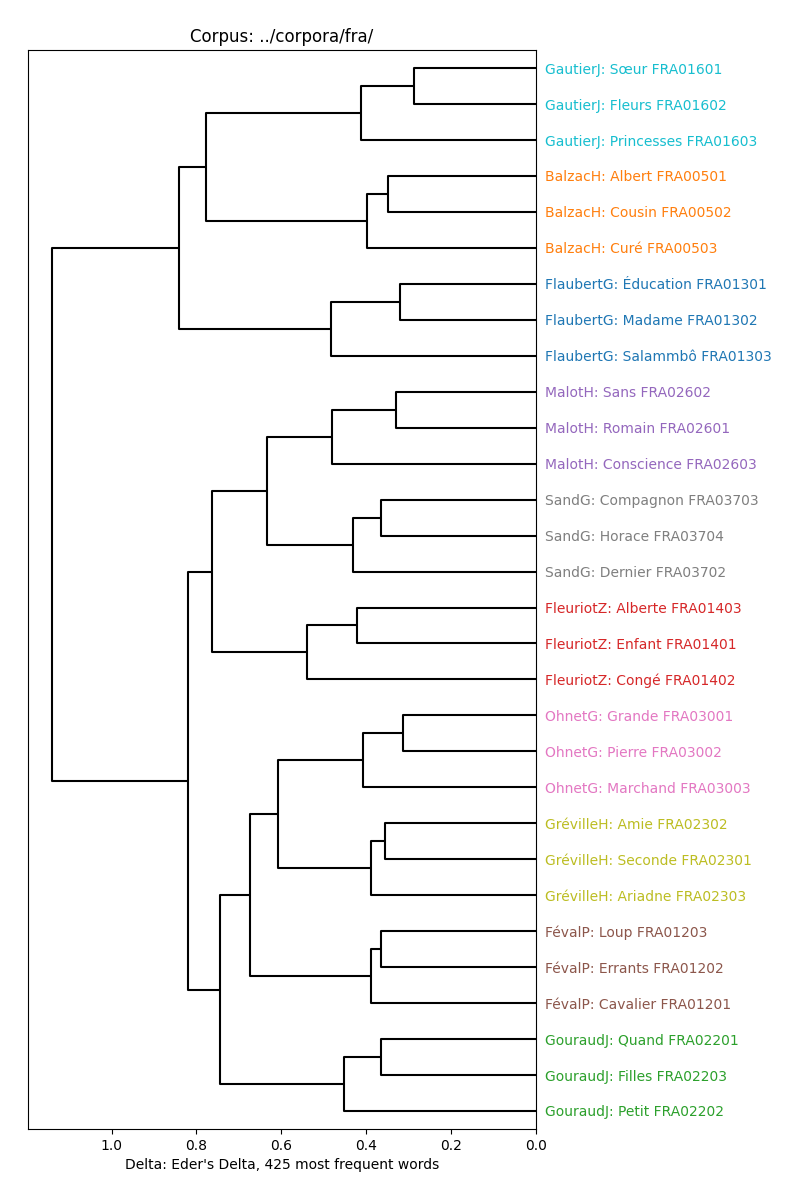 Corpus: ../corpora/fra/
GautierJ: Sœur FRA01601
GautierJ: Fleurs FRA01602
GautierJ: Princesses FRA01603
BalzacH: Albert FRA00501
BalzacH: Cousin FRA00502
BalzacH: Curé FRA00503
FlaubertG: Éducation FRA01301
FlaubertG: Madame FRA01302
FlaubertG: Salammbô FRA01303
MalotH: Sans FRA02602
MalotH: Romain FRA02601
MalotH: Conscience FRA02603
SandG: Compagnon FRA03703
SandG: Horace FRA03704
SandG: Dernier FRA03702
FleuriotZ: Alberte FRA01403
FleuriotZ: Enfant FRA01401
FleuriotZ: Congé FRA01402
OhnetG: Grande FRA03001
OhnetG: Pierre FRA03002
OhnetG: Marchand FRA03003
GrévilleH: Amie FRA02302
GrévilleH: Seconde FRA02301
GrévilleH: Ariadne FRA02303
FévalP: Loup FRA01203
FévalP: Errants FRA01202
FévalP: Cavalier FRA01201
GouraudJ: Quand FRA02201
GouraudJ: Filles FRA02203
GouraudJ: Petit FRA02202
1.0 0.8 0.6 0.4 0.2 0.0
Delta: Eder's Delta, 425 most frequent words